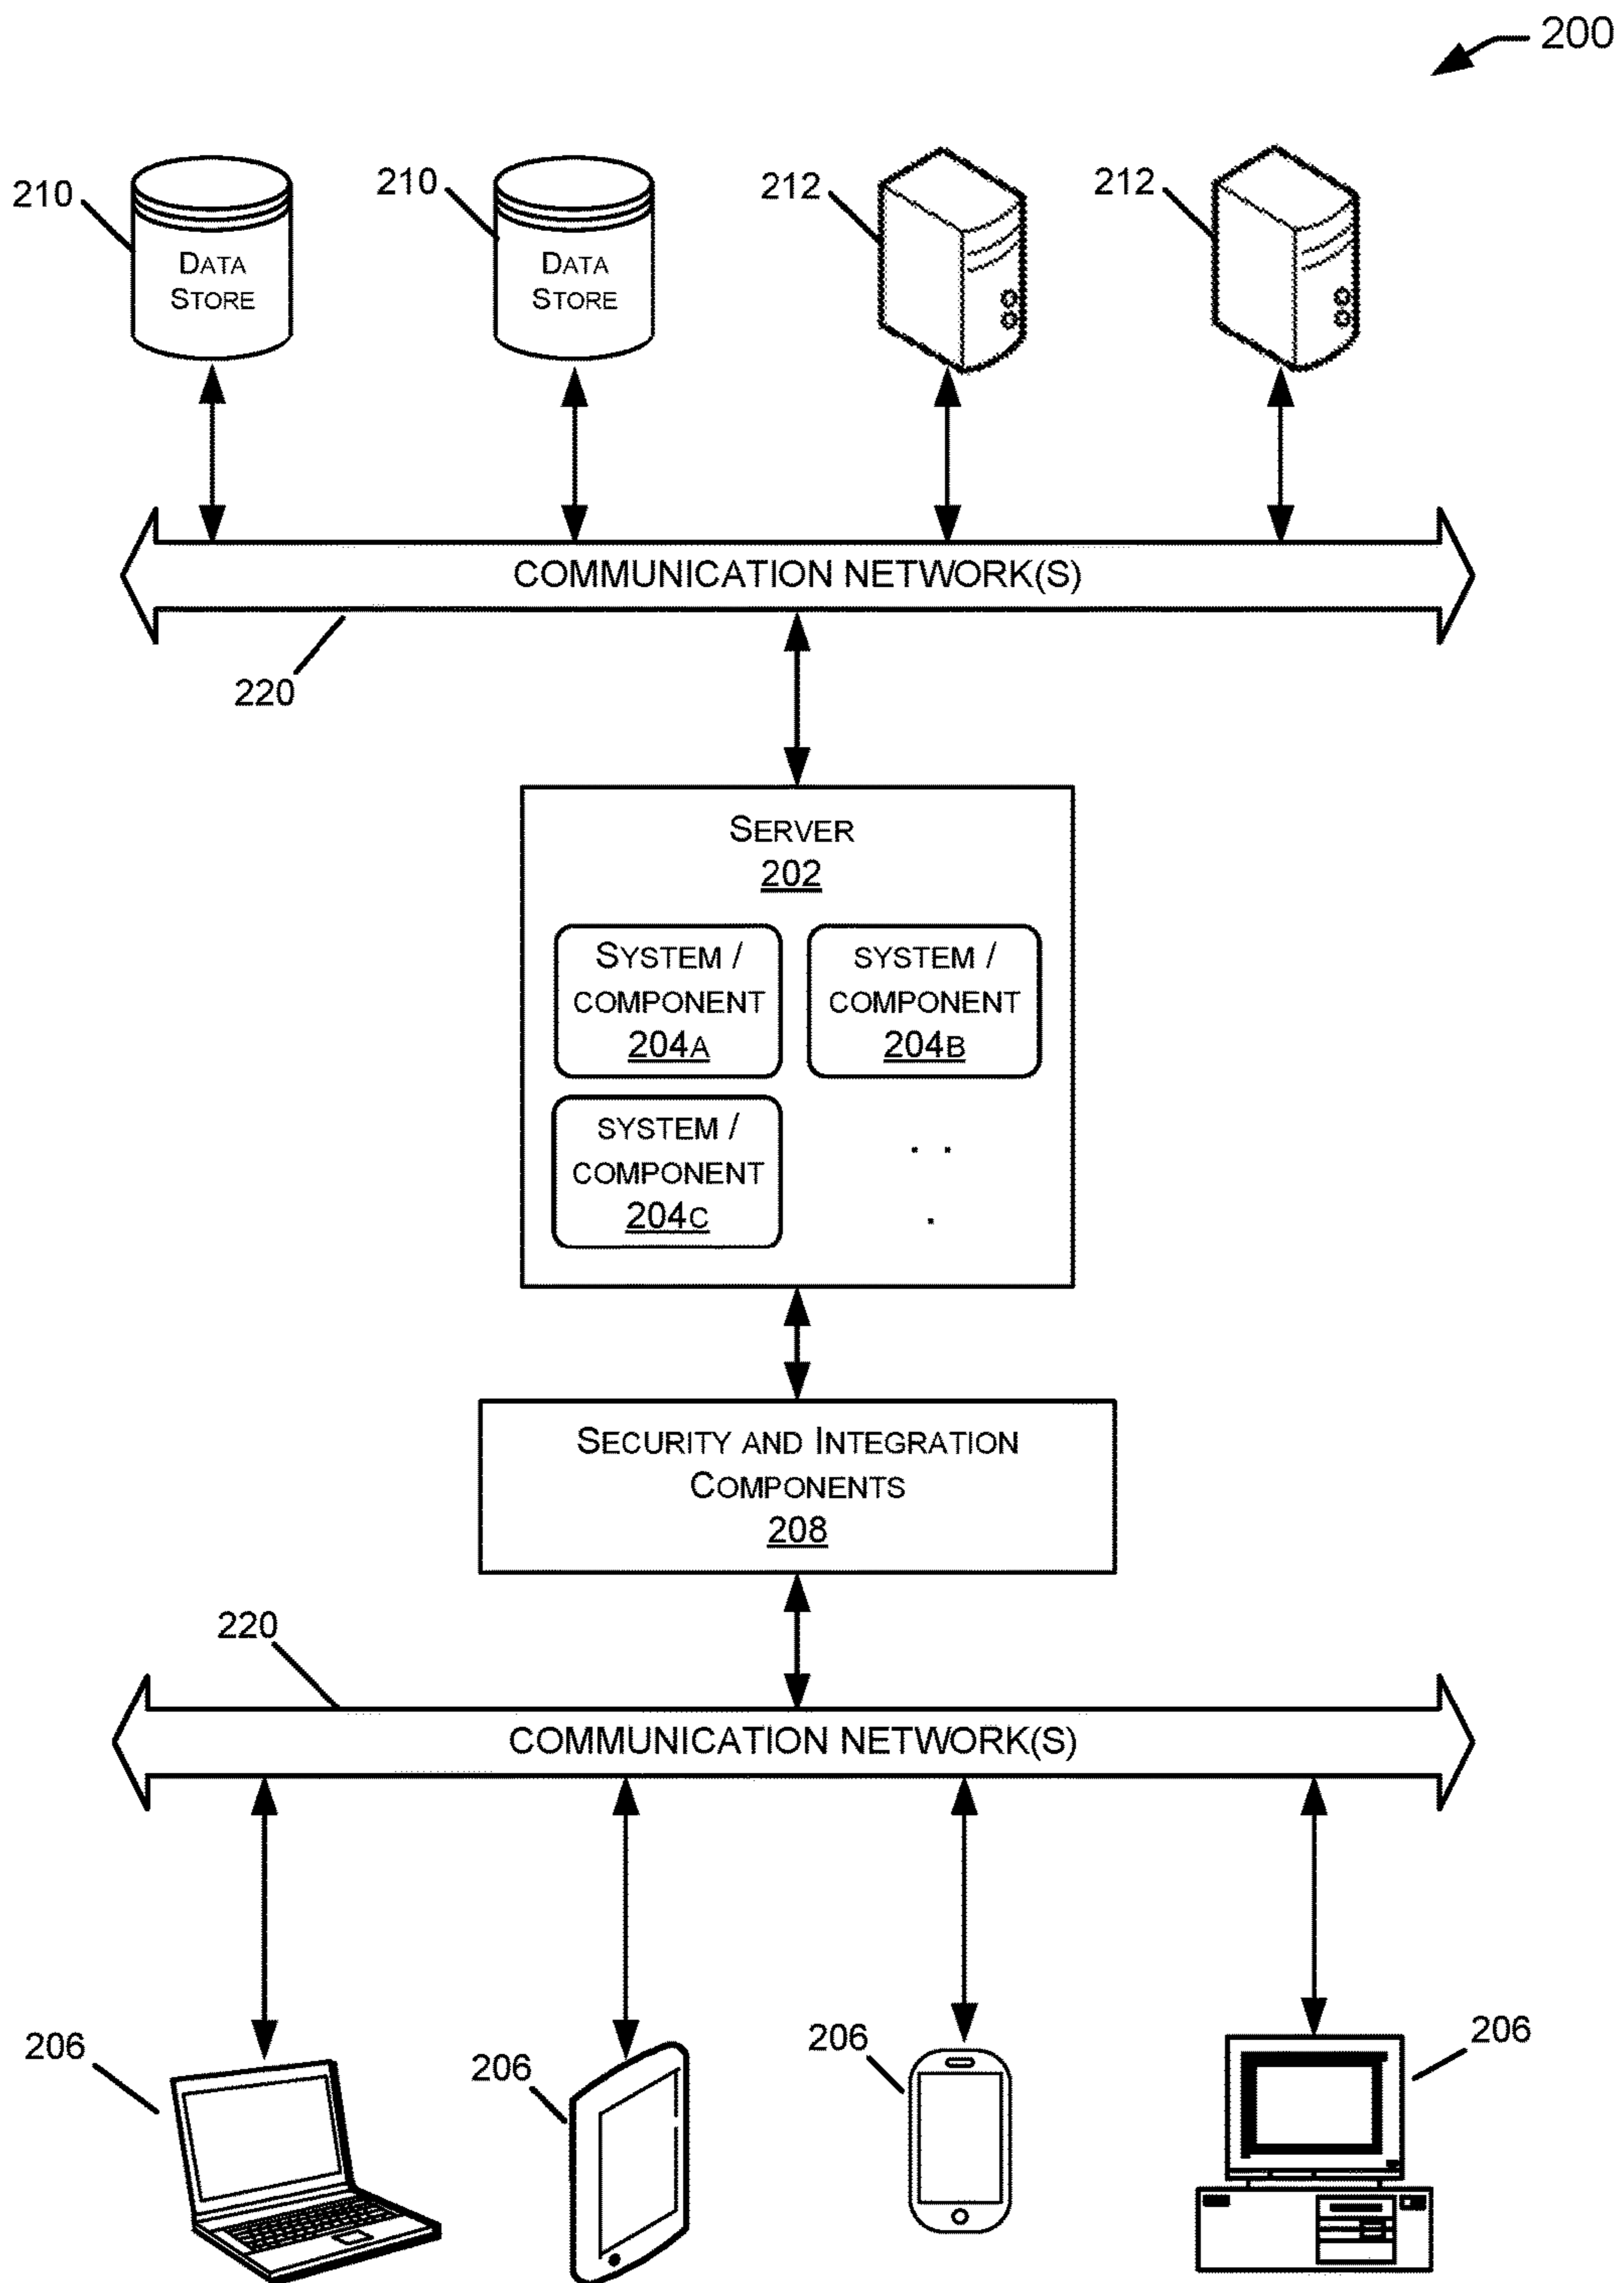 200
210
210
212
212
DATA
STORE
DATA
STORE
COMMUNICATION NETWORK(S)
220
SERVER
202
SYSTEM /
COMPONENT
204A
SYSTEM /
COMPONENT
204B
SYSTEM /
COMPONENT
204C
. .
.
SECURITY AND INTEGRATION
COMPONENTS
208
220
COMMUNICATION NETWORK(S)
206
206
206
206